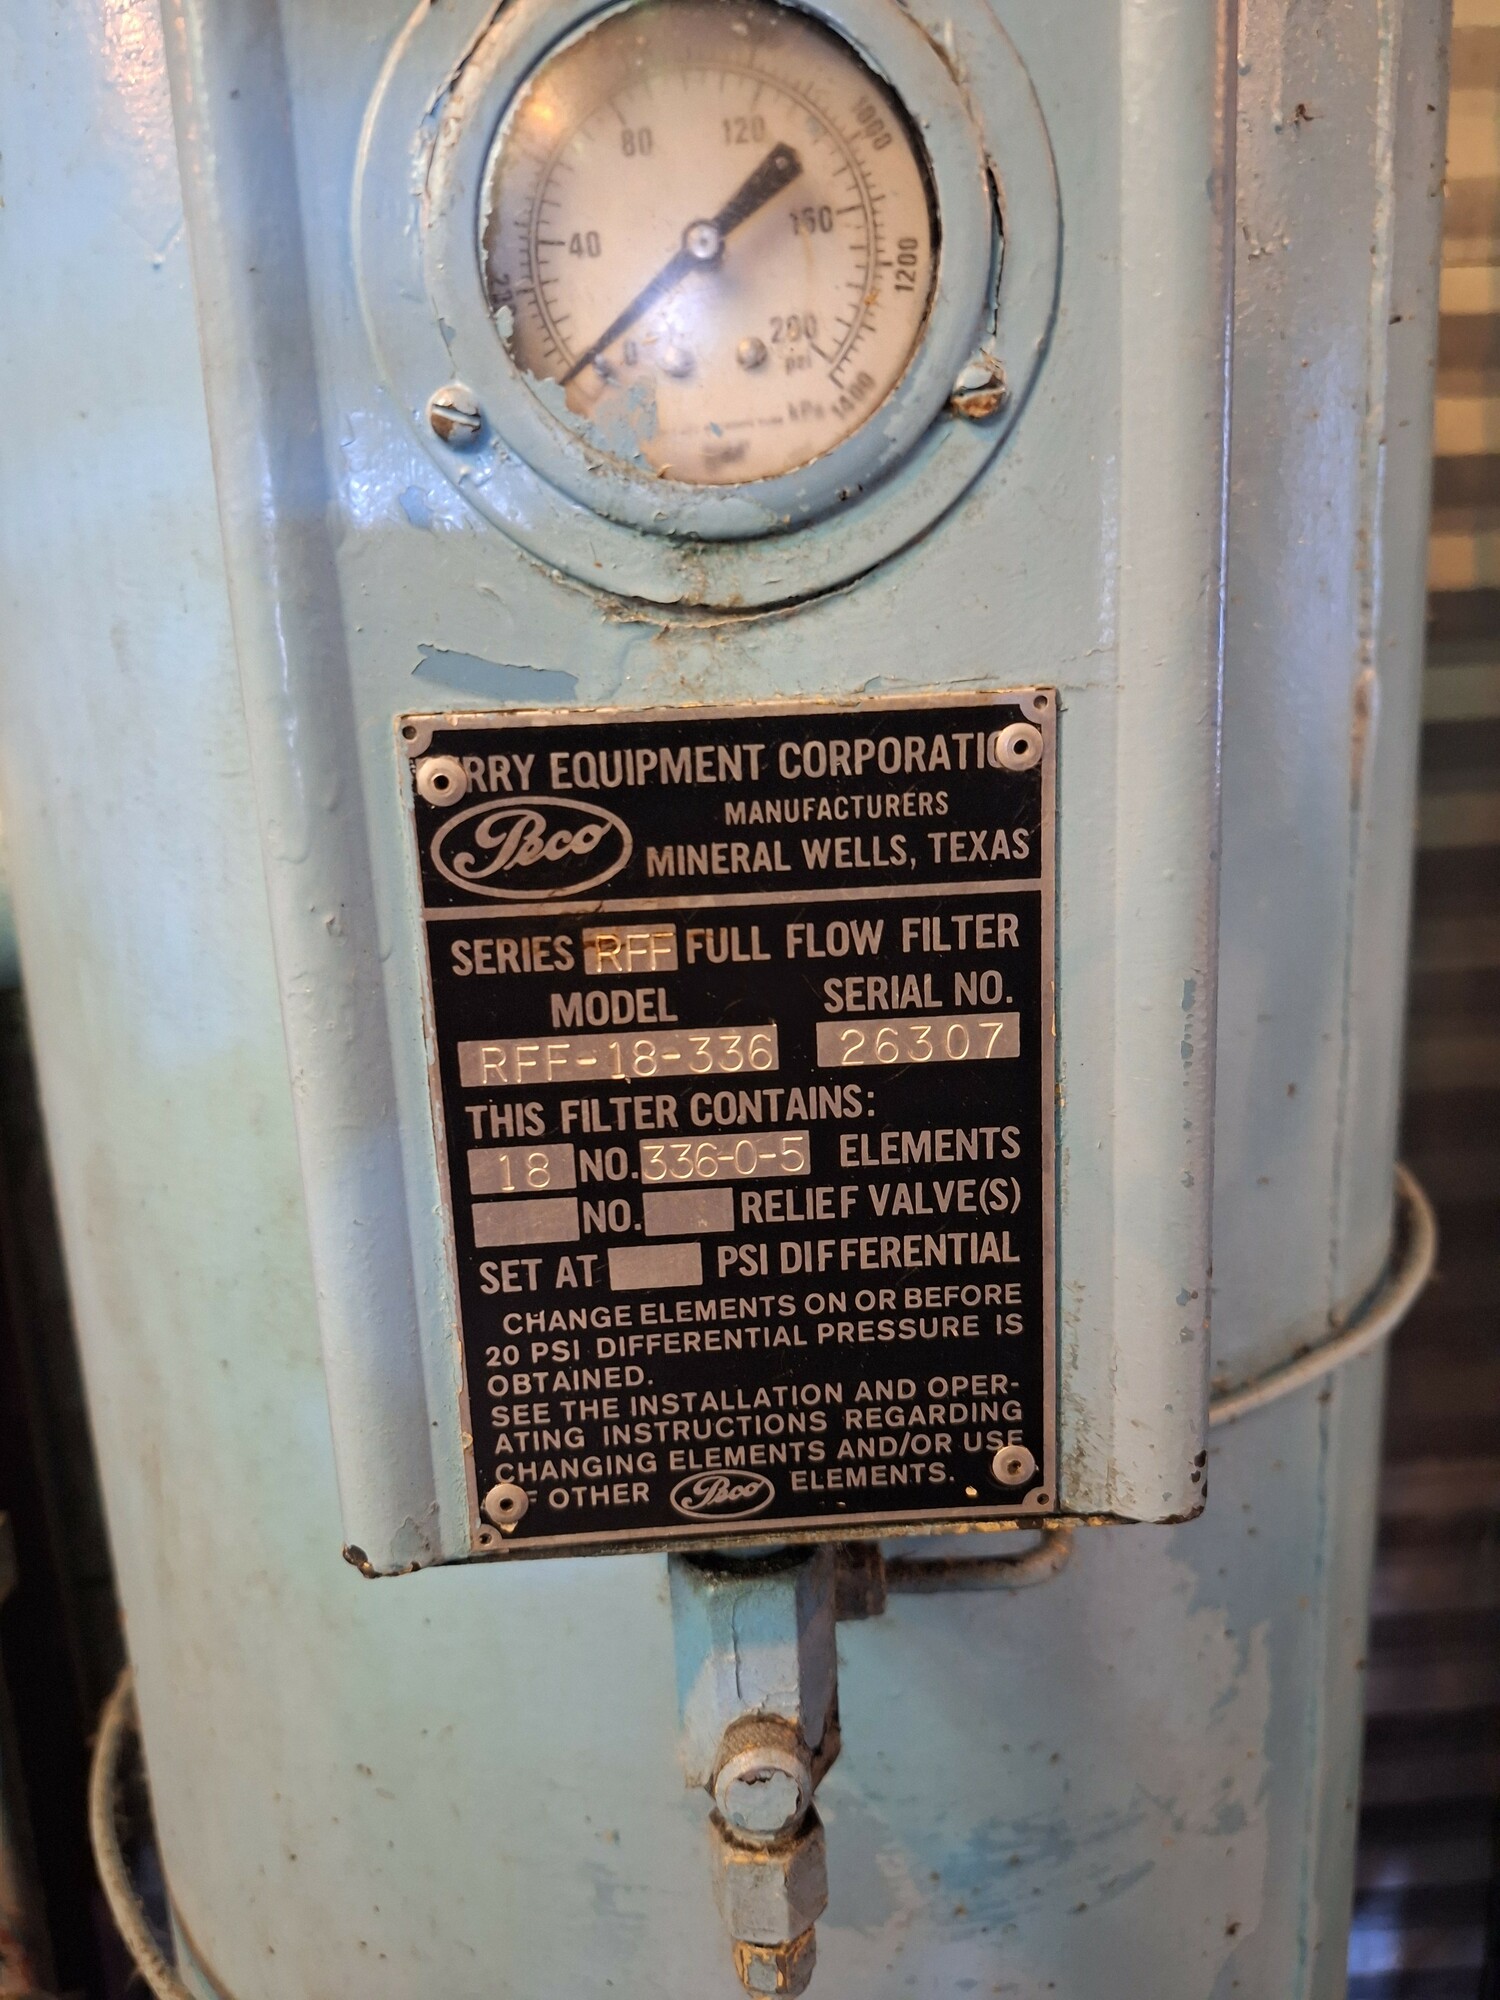 80
120
1000
40
160
1200
0
200
psi
kPa
1400
RRY EQUIPMENT CORPORATIO
Peco
MANUFACTURERS
MINERAL WELLS, TEXAS
SERIES RFF FULL FLOW FILTER
MODEL SERIAL NO.
RFF-18-336 26307
THIS FILTER CONTAINS:
18 NO. 336-0-5 ELEMENTS
NO. RELIEF VALVE(S)
SET AT PSI DIFFERENTIAL
CHANGE ELEMENTS ON OR BEFORE
20 PSI DIFFERENTIAL PRESSURE IS
OBTAINED.
SEE THE INSTALLATION AND OPER-
ATING INSTRUCTIONS REGARDING
CHANGING ELEMENTS AND/OR USE
F OTHER Peco ELEMENTS.